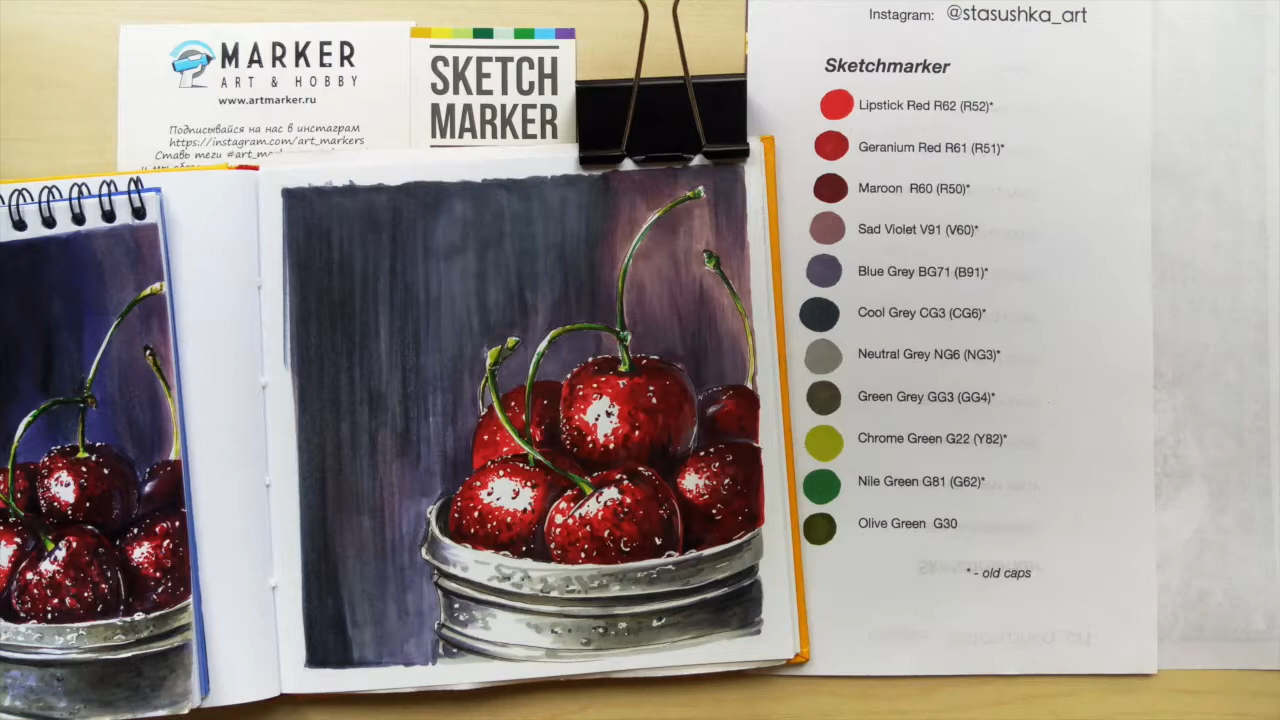 MARKER
ART & HOBBY
www.artmarker.ru
Подписывайся на нас в инстаграм
https://instagram.com/art_markers
Ставь теги
SKETCH
MARKER
Instagram: @stasushka_art
Sketchmarker
Lipstick Red R62 (R52)*
Geranium Red R61 (R51)*
Maroon R60 (R50)*
Sad Violet V91 (V60)*
Blue Grey BG71 (B91)*
Cool Grey CG3 (CG6)*
Neutral Grey NG6 (NG3)*
Green Grey GG3 (GG4)*
Chrome Green G22 (Y82)*
Nile Green G81 (G62)*
Olive Green G30
* - old caps